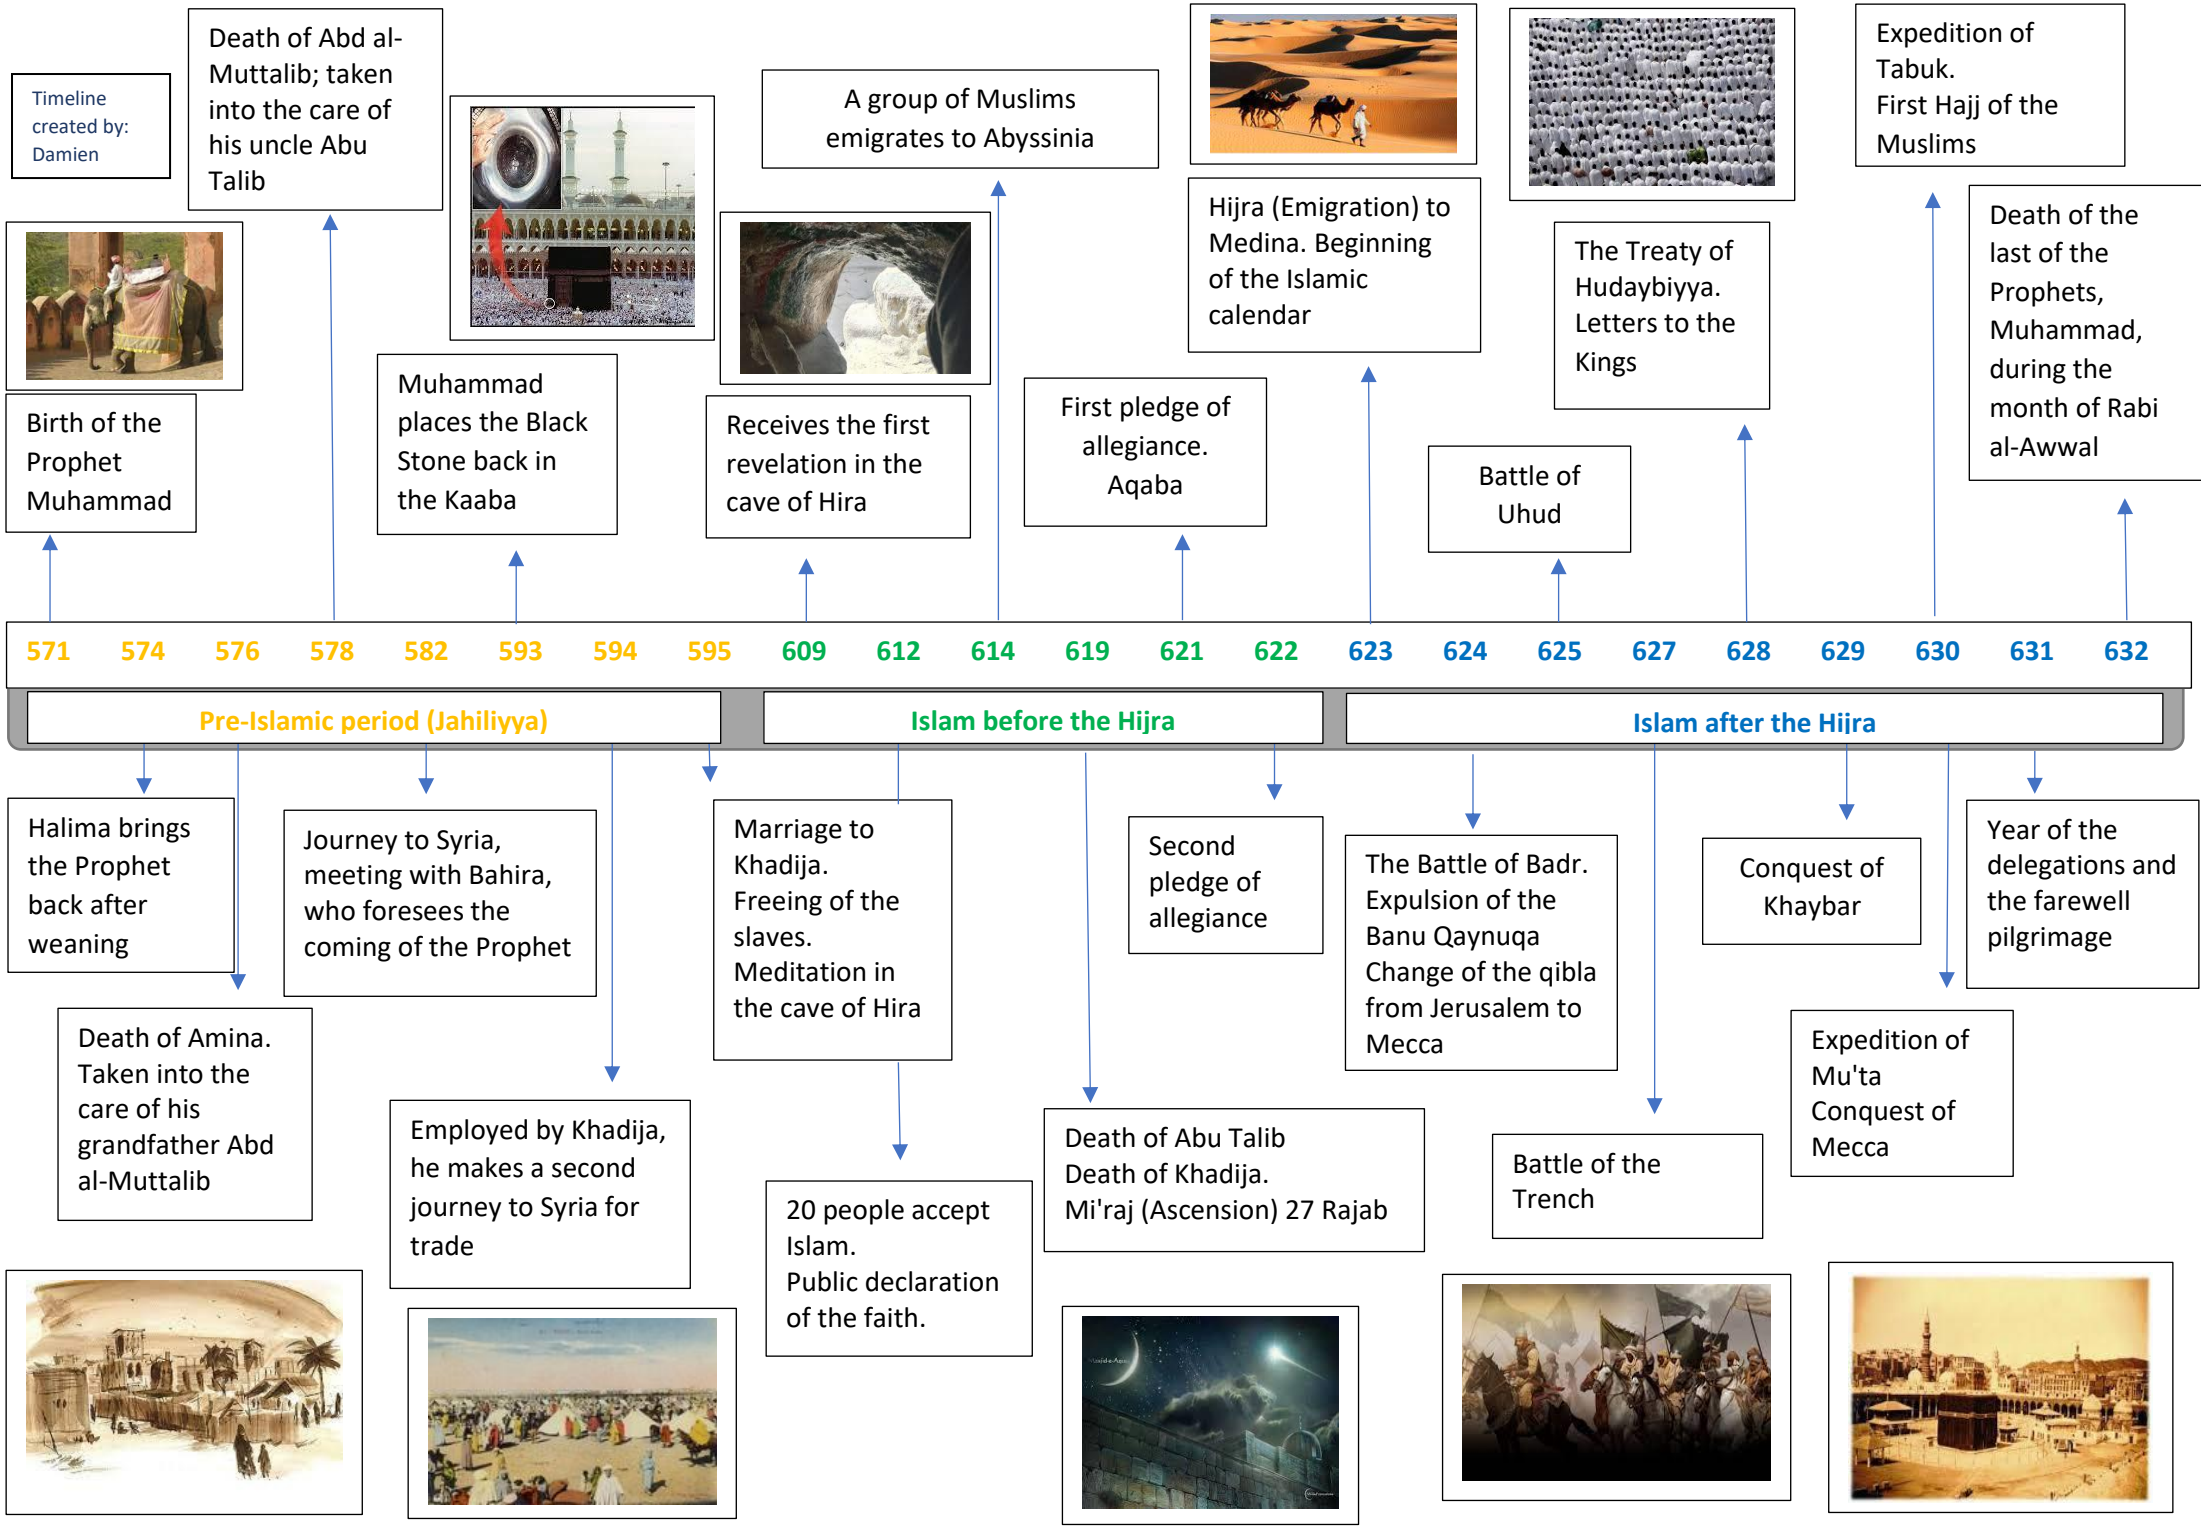 Timeline
created by:
Damien
Death of Abd al-
Muttalib; taken
into the care of
his uncle Abu
Talib
A group of Muslims
emigrates to Abyssinia
Expedition of
Tabuk.
First Hajj of the
Muslims
Birth of the
Prophet
Muhammad
Muhammad
places the Black
Stone back in
the Kaaba
Receives the first
revelation in the
cave of Hira
First pledge of
allegiance.
Aqaba
Hijra (Emigration) to
Medina. Beginning
of the Islamic
calendar
Battle of
Uhud
The Treaty of
Hudaybiyya.
Letters to the
Kings
Death of the
last of the
Prophets,
Muhammad,
during the
month of Rabi
al-Awwal
571 574 576 578 582 593 594 595 609 612 614 619 621 622 623 624 625 627 628 629 630 631 632
Pre-Islamic period (Jahiliyya) Islam before the Hijra Islam after the Hijra
Halima brings
the Prophet
back after
weaning
Death of Amina.
Taken into the
care of his
grandfather Abd
al-Muttalib
Journey to Syria,
meeting with Bahira,
who foresees the
coming of the Prophet
Employed by Khadija,
he makes a second
journey to Syria for
trade
Marriage to
Khadija.
Freeing of the
slaves.
Meditation in
the cave of Hira
20 people accept
Islam.
Public declaration
of the faith.
Death of Abu Talib
Death of Khadija.
Mi'raj (Ascension) 27 Rajab
Second
pledge of
allegiance
The Battle of Badr.
Expulsion of the
Banu Qaynuqa
Change of the qibla
from Jerusalem to
Mecca
Battle of the
Trench
Conquest of
Khaybar
Expedition of
Mu'ta
Conquest of
Mecca
Year of the
delegations and
the farewell
pilgrimage